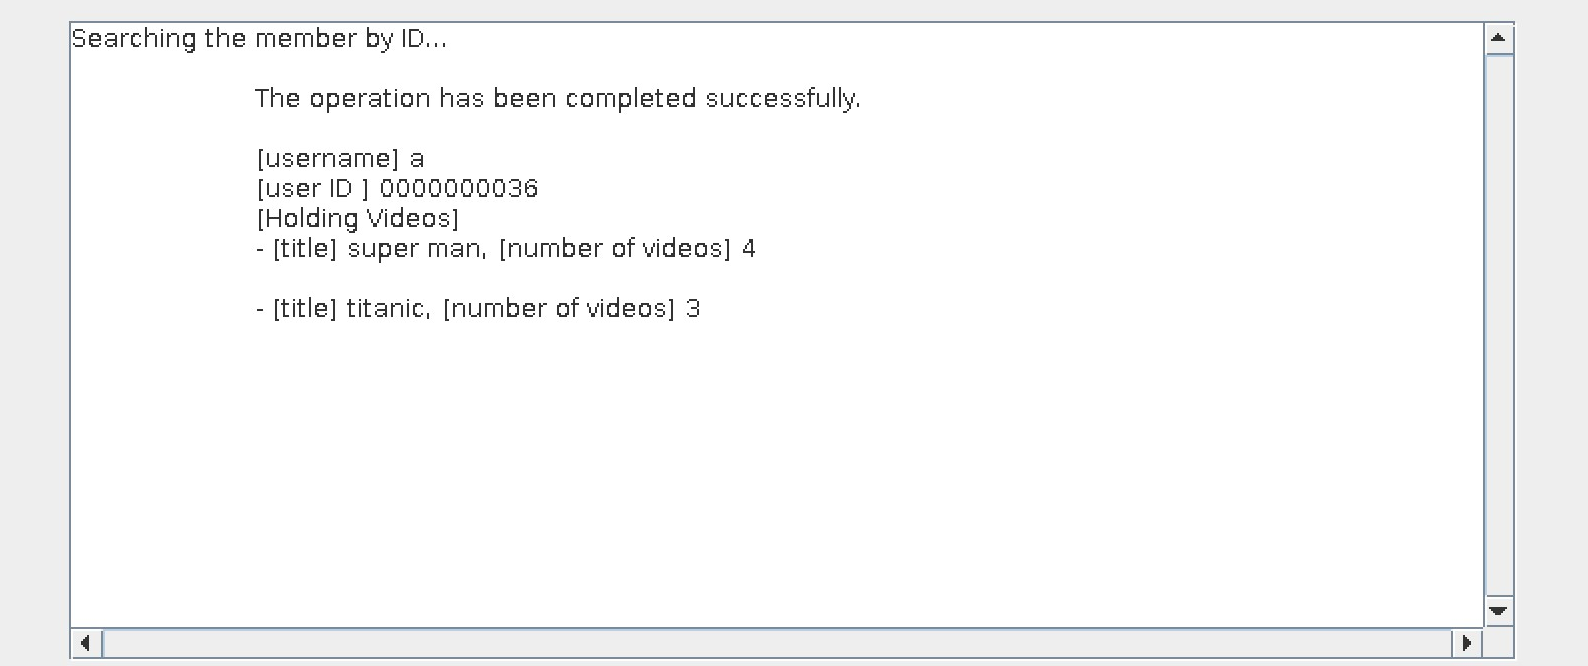 Searching the member by ID...
The operation has been completed successfully.
[username] a
[user ID ] 0000000036
[Holding Videos]
- [title] super man, [number of videos] 4
- [title] titanic, [number of videos] 3